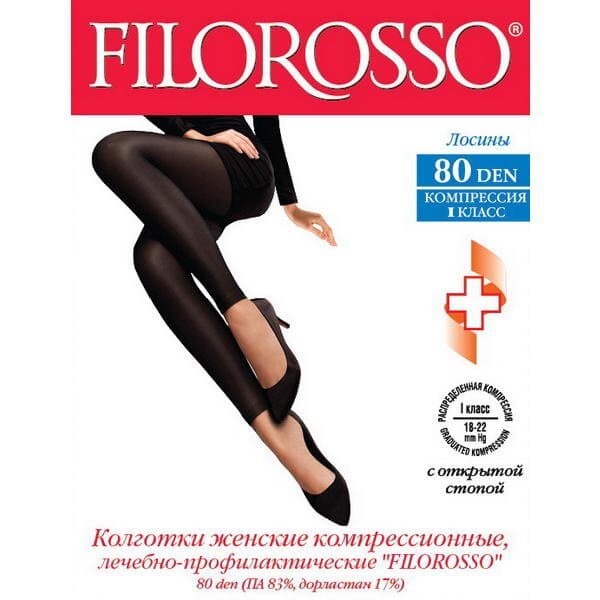 FILOROSSO®
Лосины
80 DEN
КОМПРЕССИЯ
I КЛАСС
РАСПРЕДЕЛЕННАЯ КОМПРЕССИЯ
I класс
18-22
mm Hg
GRADUATED KOMPRESSION
с открытой
стопой
Колготки женские компрессионные,
лечебно-профилактические "FILOROSSO"
80 den (ПА 83%, дорластан 17%)